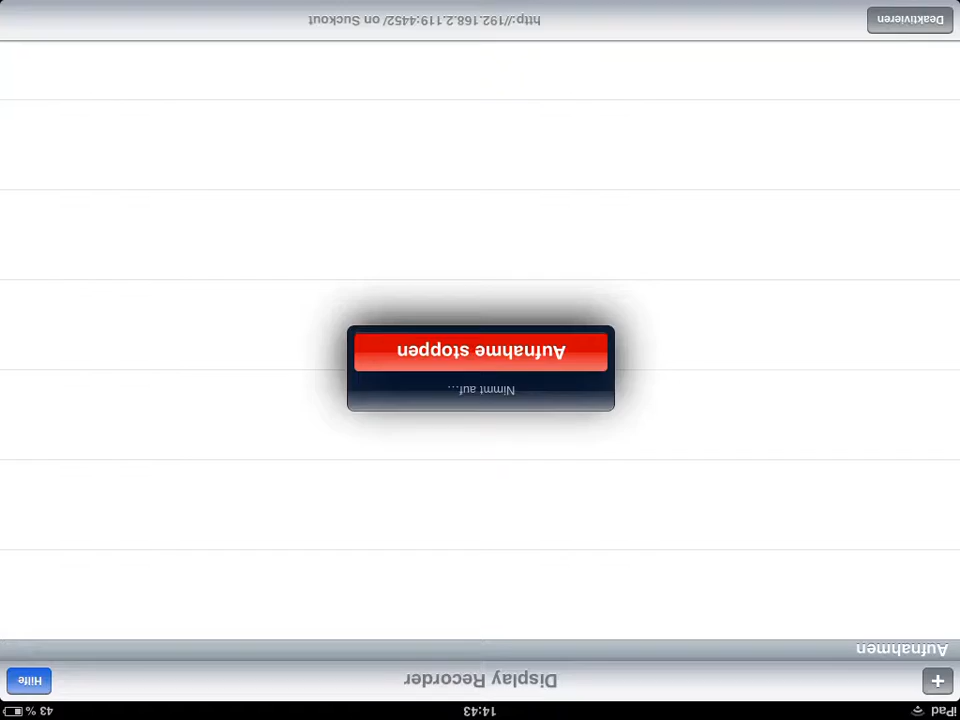 iPad 14:43 43 %
+ Display Recorder Hilfe
Aufnahmen
Nimmt auf...
Aufnahme stoppen
Deaktivieren http://192.168.2.119:4452/ on Suckout